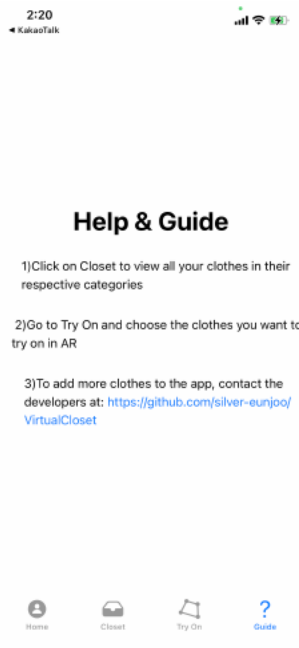 2:20
◀ KakaoTalk
Help & Guide
1)Click on Closet to view all your clothes in their
respective categories
2)Go to Try On and choose the clothes you want to
try on in AR
3)To add more clothes to the app, contact the
developers at: https://github.com/silver-eunjoo/
VirtualCloset
Home Closet Try On Guide